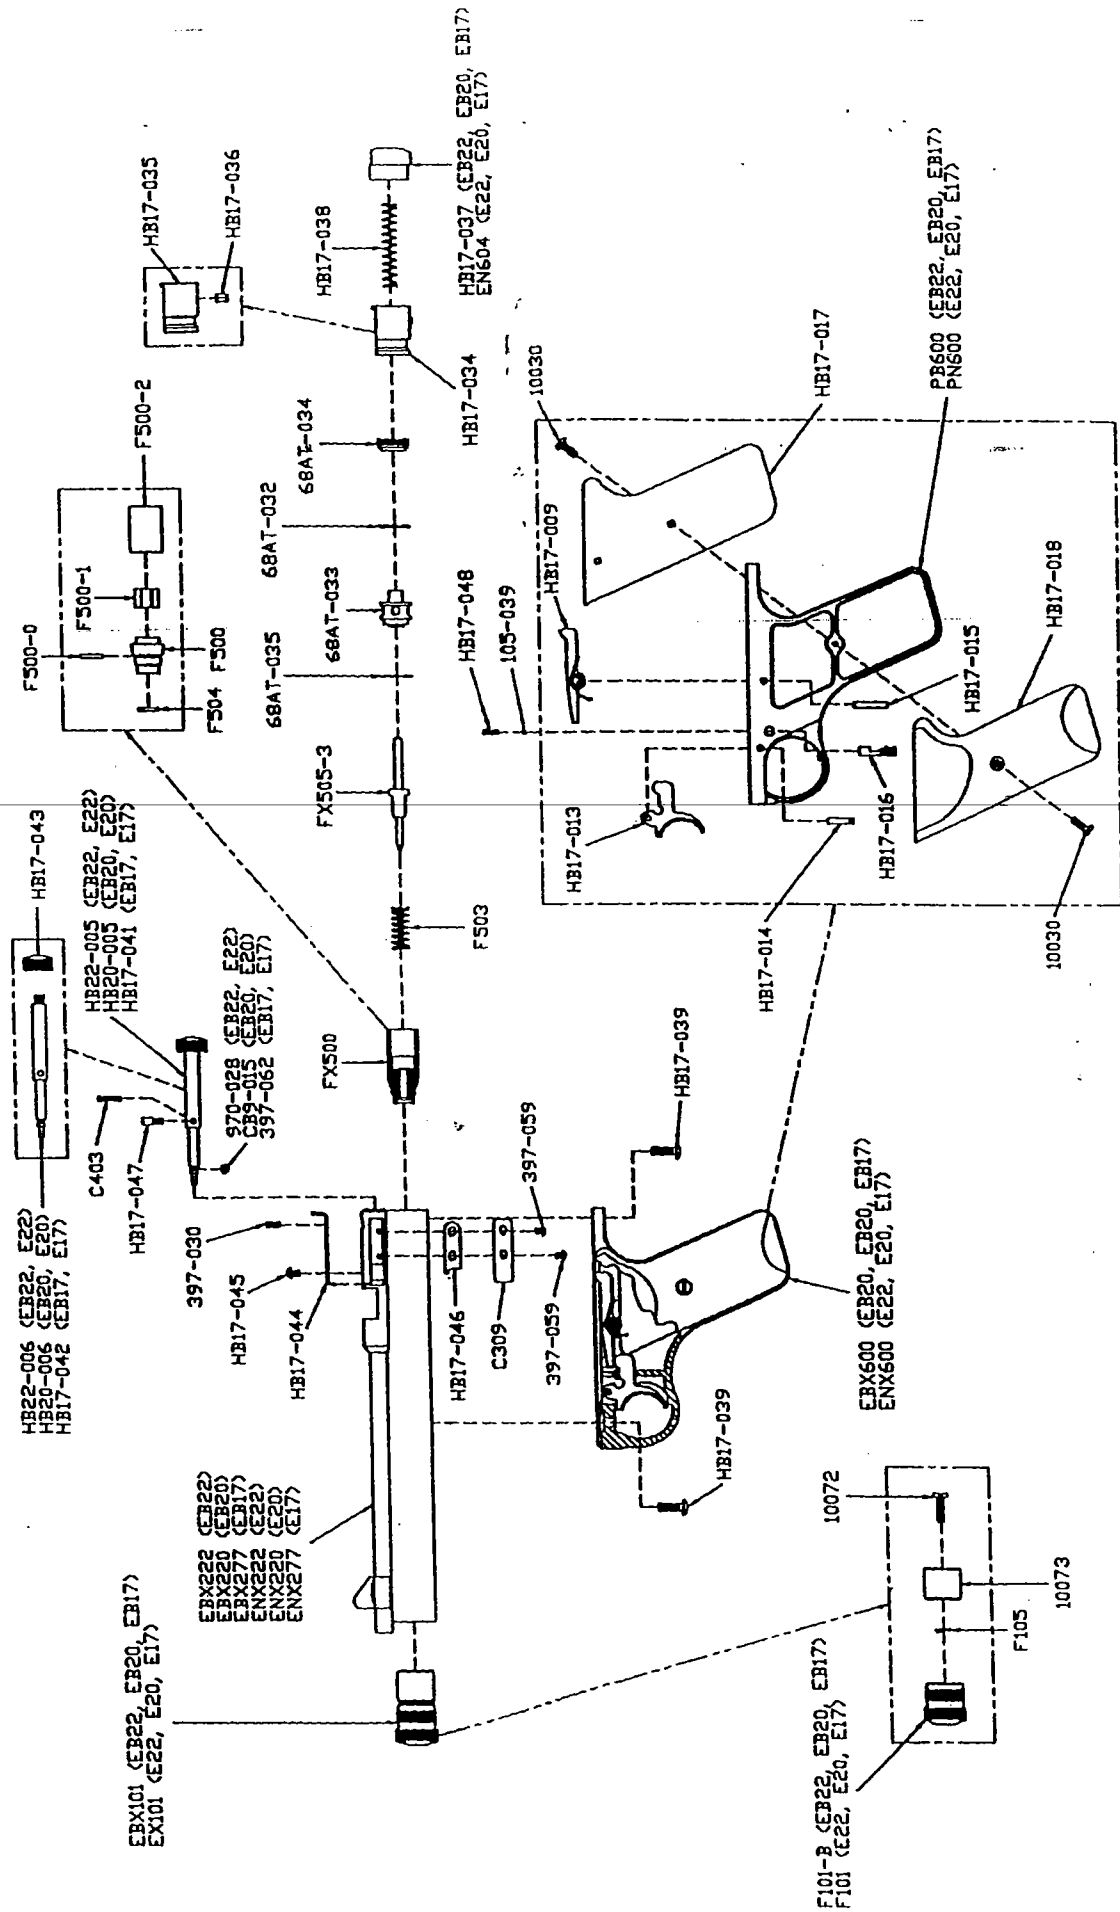 HB22-006 (EB22, E22)
HB20-006 (EB20, E20)
HB17-042 (EB17, E17)
HB17-043
C403
HB17-047
HB22-005 (EB22, E22)
HB20-005 (EB20, E20)
HB17-041 (EB17, E17)
970-028 (EB22, E22)
CB9-015 (EB20, E20)
397-062 (EB17, E17)
397-030
HB17-045
HB17-044
EBX222 (EB22)
EBX220 (EB20)
EBX277 (EB17)
ENX222 (E22)
ENX220 (E20)
ENX277 (E17)
EBX101 (EB22, EB20, EB17)
EX101 (E22, E20, E17)
HB17-046
C309
397-059
397-059
HB17-039
HB17-039
EBX600 (EB20, EB20, EB17)
ENX600 (E22, E20, E17)
F101-B (EB22, EB20, EB17)
F101 (E22, E20, E17)
F105
10073
10072
F500-0
F500-1
F500-2
F504
F500
FX500
F503
FX505-3
68AT-035
68AT-033
68AT-032
68AT-034
HB17-034
HB17-035
HB17-036
HB17-038
HB17-037 (EB22, EB20, EB17)
EN604 (E22, E20, E17)
HB17-048
105-039
HB17-009
10030
HB17-017
HB17-013
HB17-014
HB17-016
HB17-015
HB17-018
10030
PB600 (EB22, EB20, EB17)
PN600 (E22, E20, E17)